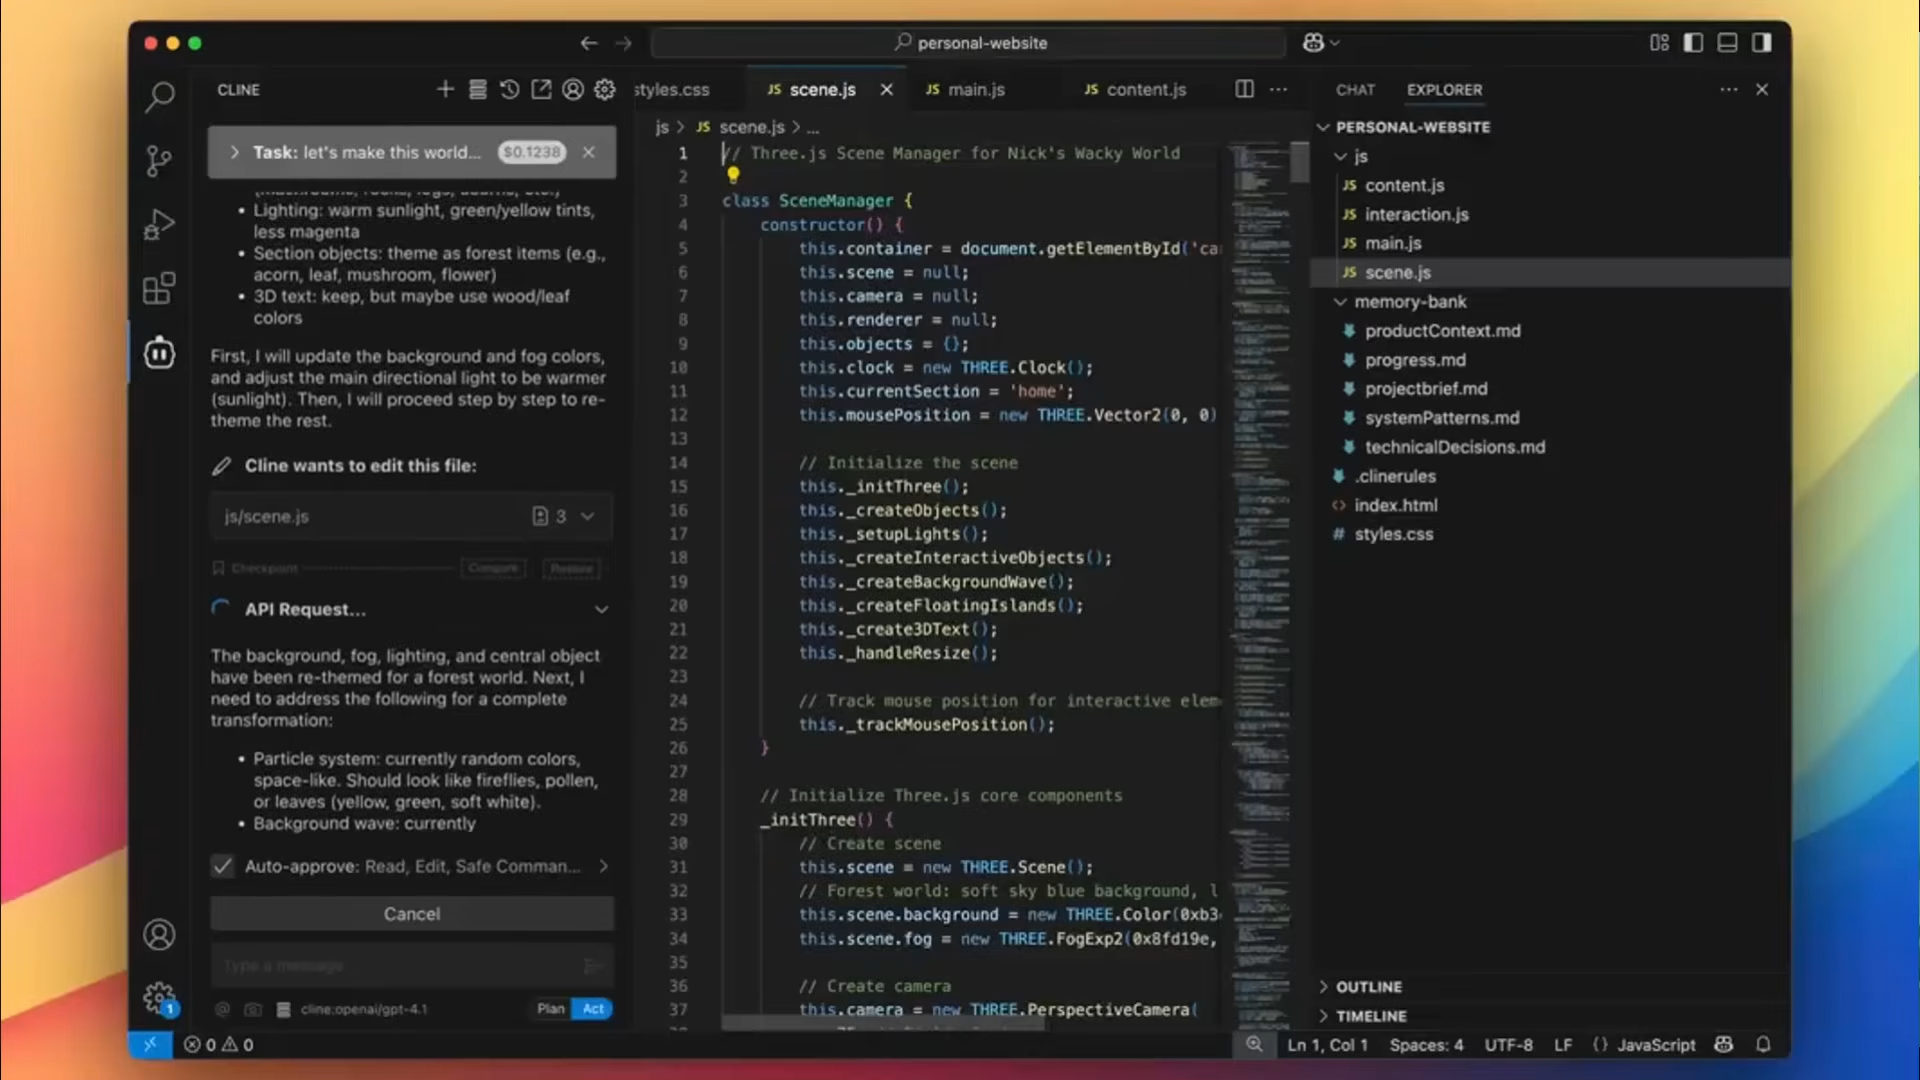 personal-website
CLINE
Task: let's make this world... $0.1238
• Lighting: warm sunlight, green/yellow tints,
less magenta
• Section objects: theme as forest items (e.g.,
acorn, leaf, mushroom, flower)
• 3D text: keep, but maybe use wood/leaf
colors
First, I will update the background and fog colors,
and adjust the main directional light to be warmer
(sunlight). Then, I will proceed step by step to re-
theme the rest.
Cline wants to edit this file:
js/scene.js 3
Checkpoint Compare Restore
API Request...
The background, fog, lighting, and central object
have been re-themed for a forest world. Next, I
need to address the following for a complete
transformation:
• Particle system: currently random colors,
space-like. Should look like fireflies, pollen,
or leaves (yellow, green, soft white).
• Background wave: currently
Auto-approve: Read, Edit, Safe Comman...
Cancel
Type a message
cline:openai/gpt-4.1 Plan Act
1
0 0
styles.css JS scene.js JS main.js JS content.js
js > JS scene.js > ...
1 // Three.js Scene Manager for Nick's Wacky World
2
3 class SceneManager {
4 constructor() {
5 this.container = document.getElementById('ca
6 this.scene = null;
7 this.camera = null;
8 this.renderer = null;
9 this.objects = {};
10 this.clock = new THREE.Clock();
11 this.currentSection = 'home';
12 this.mousePosition = new THREE.Vector2(0, 0)
13
14 // Initialize the scene
15 this._initThree();
16 this._createObjects();
17 this._setupLights();
18 this._createInteractiveObjects();
19 this._createBackgroundWave();
20 this._createFloatingIslands();
21 this._create3DText();
22 this._handleResize();
23
24 // Track mouse position for interactive elem
25 this._trackMousePosition();
26 }
27
28 // Initialize Three.js core components
29 _initThree() {
30 // Create scene
31 this.scene = new THREE.Scene();
32 // Forest world: soft sky blue background, l
33 this.scene.background = new THREE.Color(0xb3
34 this.scene.fog = new THREE.FogExp2(0x8fd19e,
35
36 // Create camera
37 this.camera = new THREE.PerspectiveCamera(
CHAT EXPLORER
PERSONAL-WEBSITE
js
JS content.js
JS interaction.js
JS main.js
JS scene.js
memory-bank
productContext.md
progress.md
projectbrief.md
systemPatterns.md
technicalDecisions.md
.clinerules
<> index.html
# styles.css
OUTLINE
TIMELINE
Ln 1, Col 1 Spaces: 4 UTF-8 LF {} JavaScript